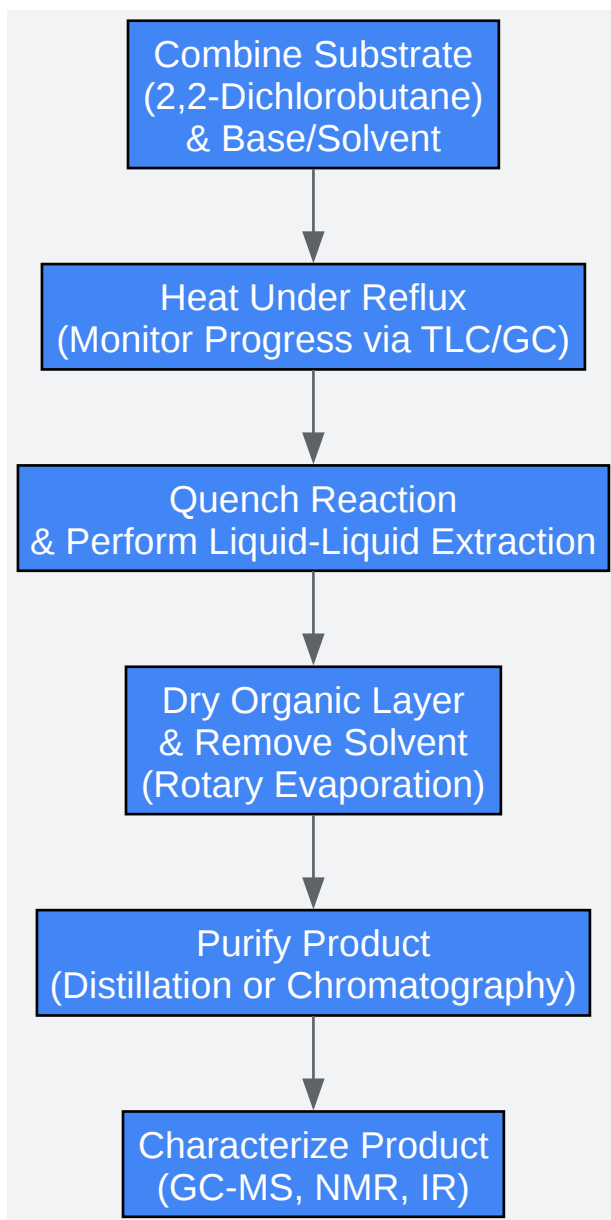 Combine Substrate
(2,2-Dichlorobutane)
& Base/Solvent
Heat Under Reflux
(Monitor Progress via TLC/GC)
Quench Reaction
& Perform Liquid-Liquid Extraction
Dry Organic Layer
& Remove Solvent
(Rotary Evaporation)
Purify Product
(Distillation or Chromatography)
Characterize Product
(GC-MS, NMR, IR)